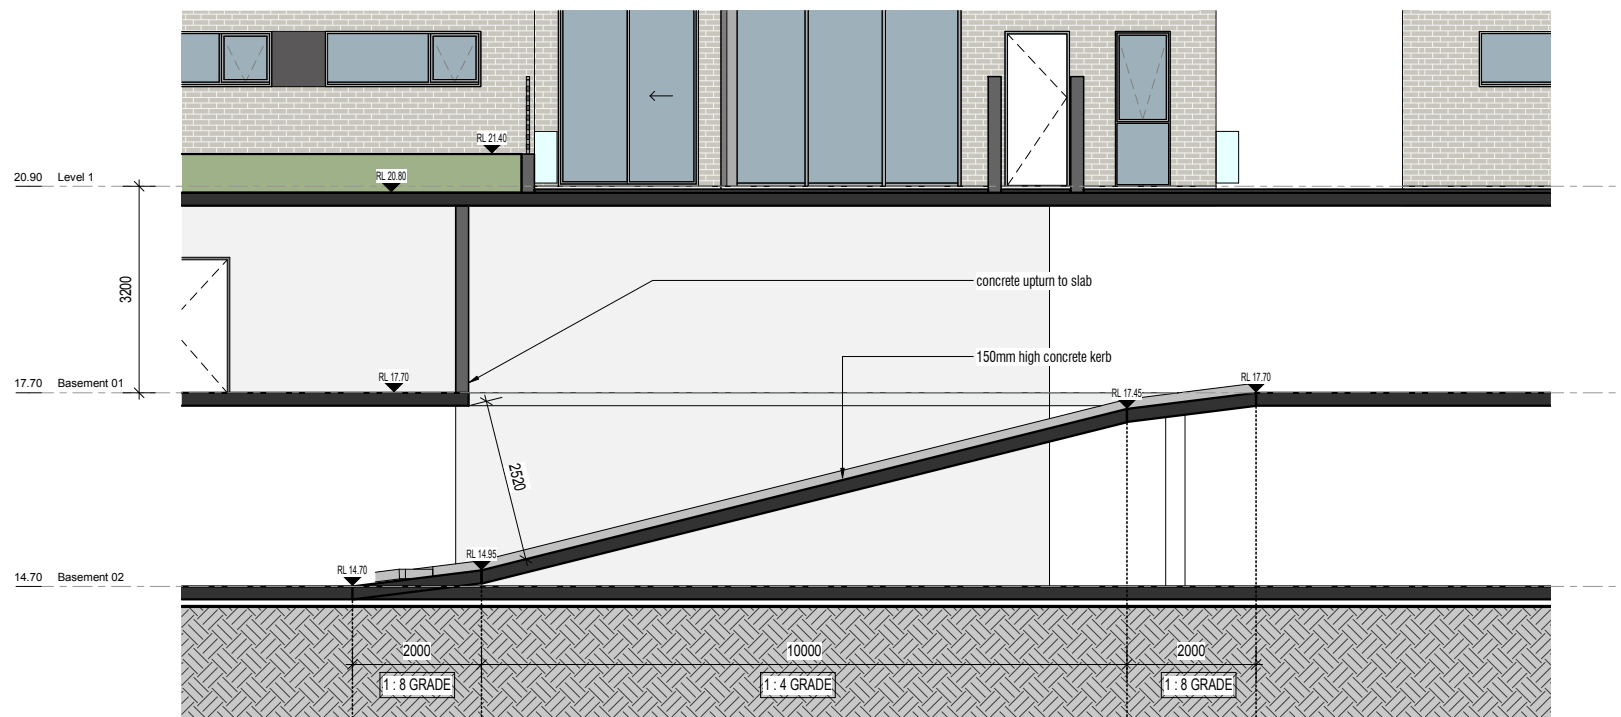 RL 21.40
20.90 Level 1
RL 20.80
3200
concrete upturn to slab
150mm high concrete kerb
17.70 Basement 01
RL 17.70
RL 17.45
RL 17.70
2520
RL 14.95
RL 14.70
14.70 Basement 02
2000
10000
2000
1 : 8 GRADE
1 : 4 GRADE
1 : 8 GRADE